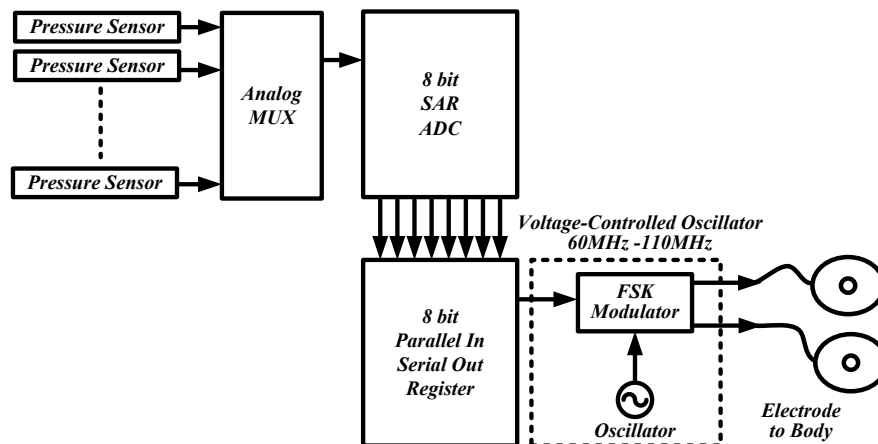 Pressure Sensor
Pressure Sensor
Pressure Sensor
Analog
MUX
8 bit
SAR
ADC
Voltage-Controlled Oscillator
60MHz -110MHz
8 bit
Parallel In
Serial Out
Register
FSK
Modulator
Oscillator
Electrode
to Body